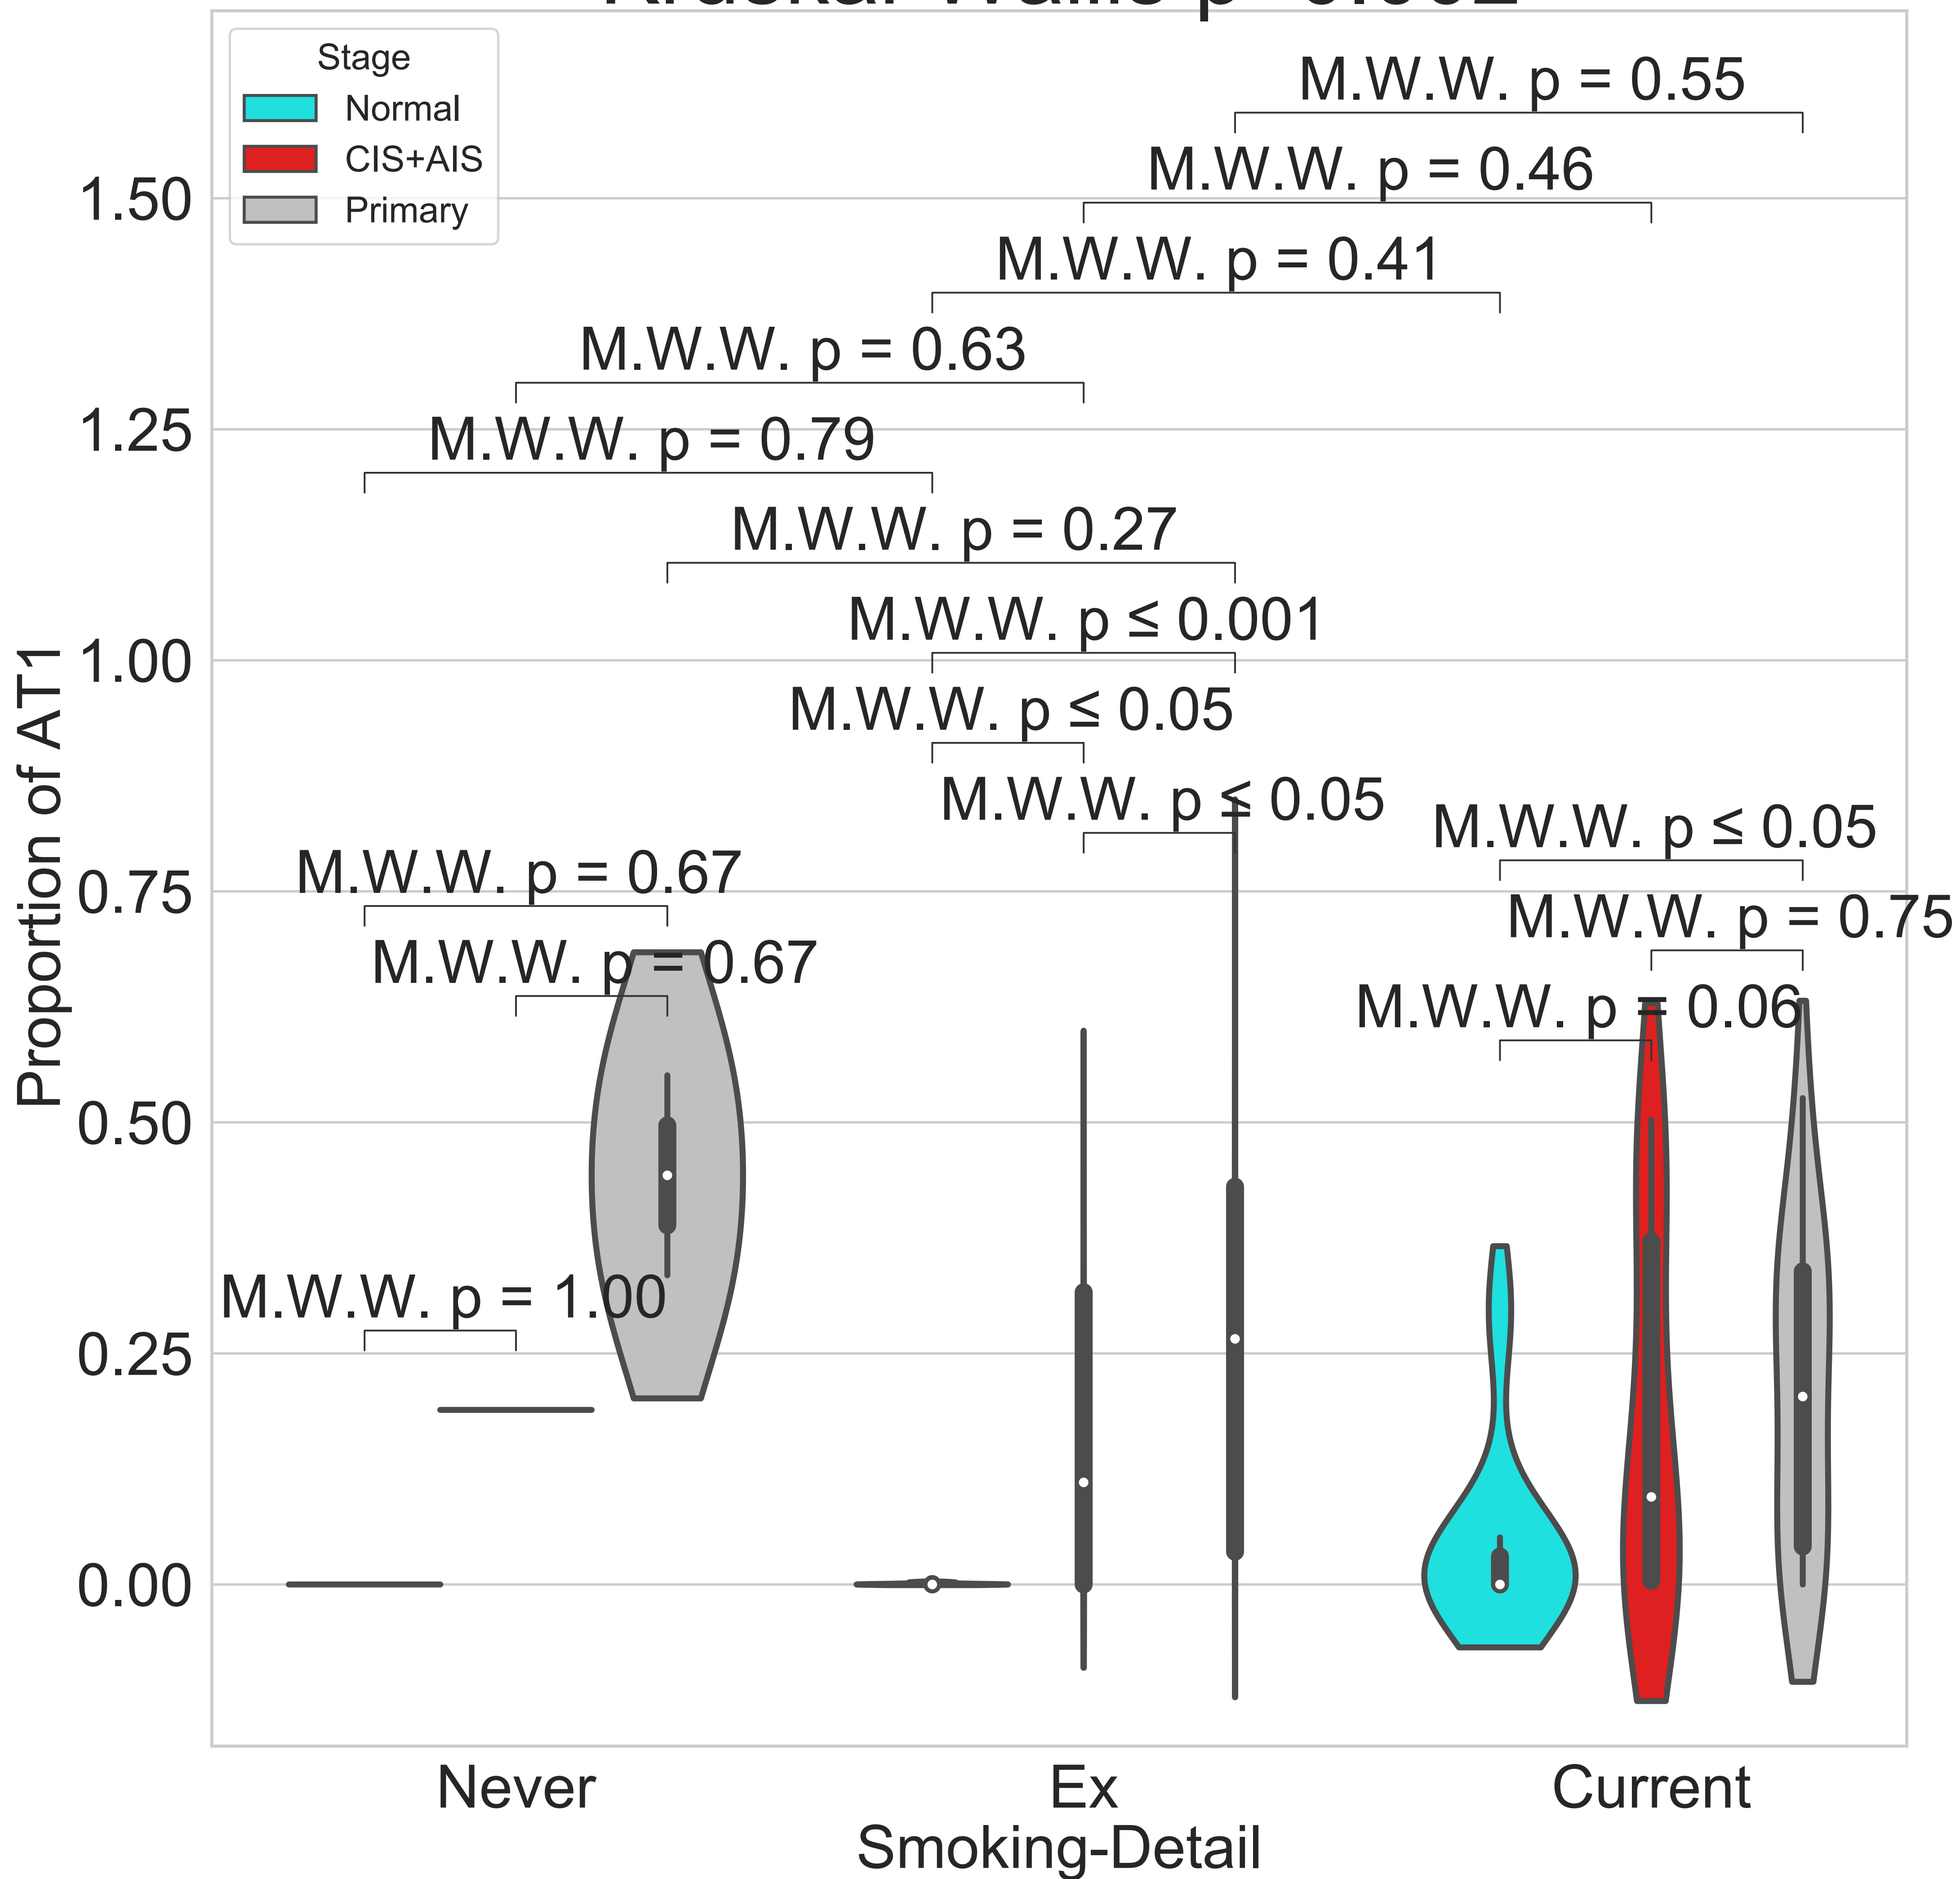 Stage
Normal
CIS+AIS
Primary
M.W.W. p = 0.55
M.W.W. p = 0.46
M.W.W. p = 0.41
M.W.W. p = 0.63
M.W.W. p = 0.79
M.W.W. p = 0.27
M.W.W. p ≤ 0.001
M.W.W. p ≤ 0.05
M.W.W. p ≤ 0.05
M.W.W. p ≤ 0.05
M.W.W. p = 0.67
M.W.W. p = 0.75
M.W.W. p = 0.67
M.W.W. p = 0.06
M.W.W. p = 1.00
1.50
1.25
1.00
0.75
0.50
0.25
0.00
Proportion of AT1
Never
Ex
Current
Smoking-Detail